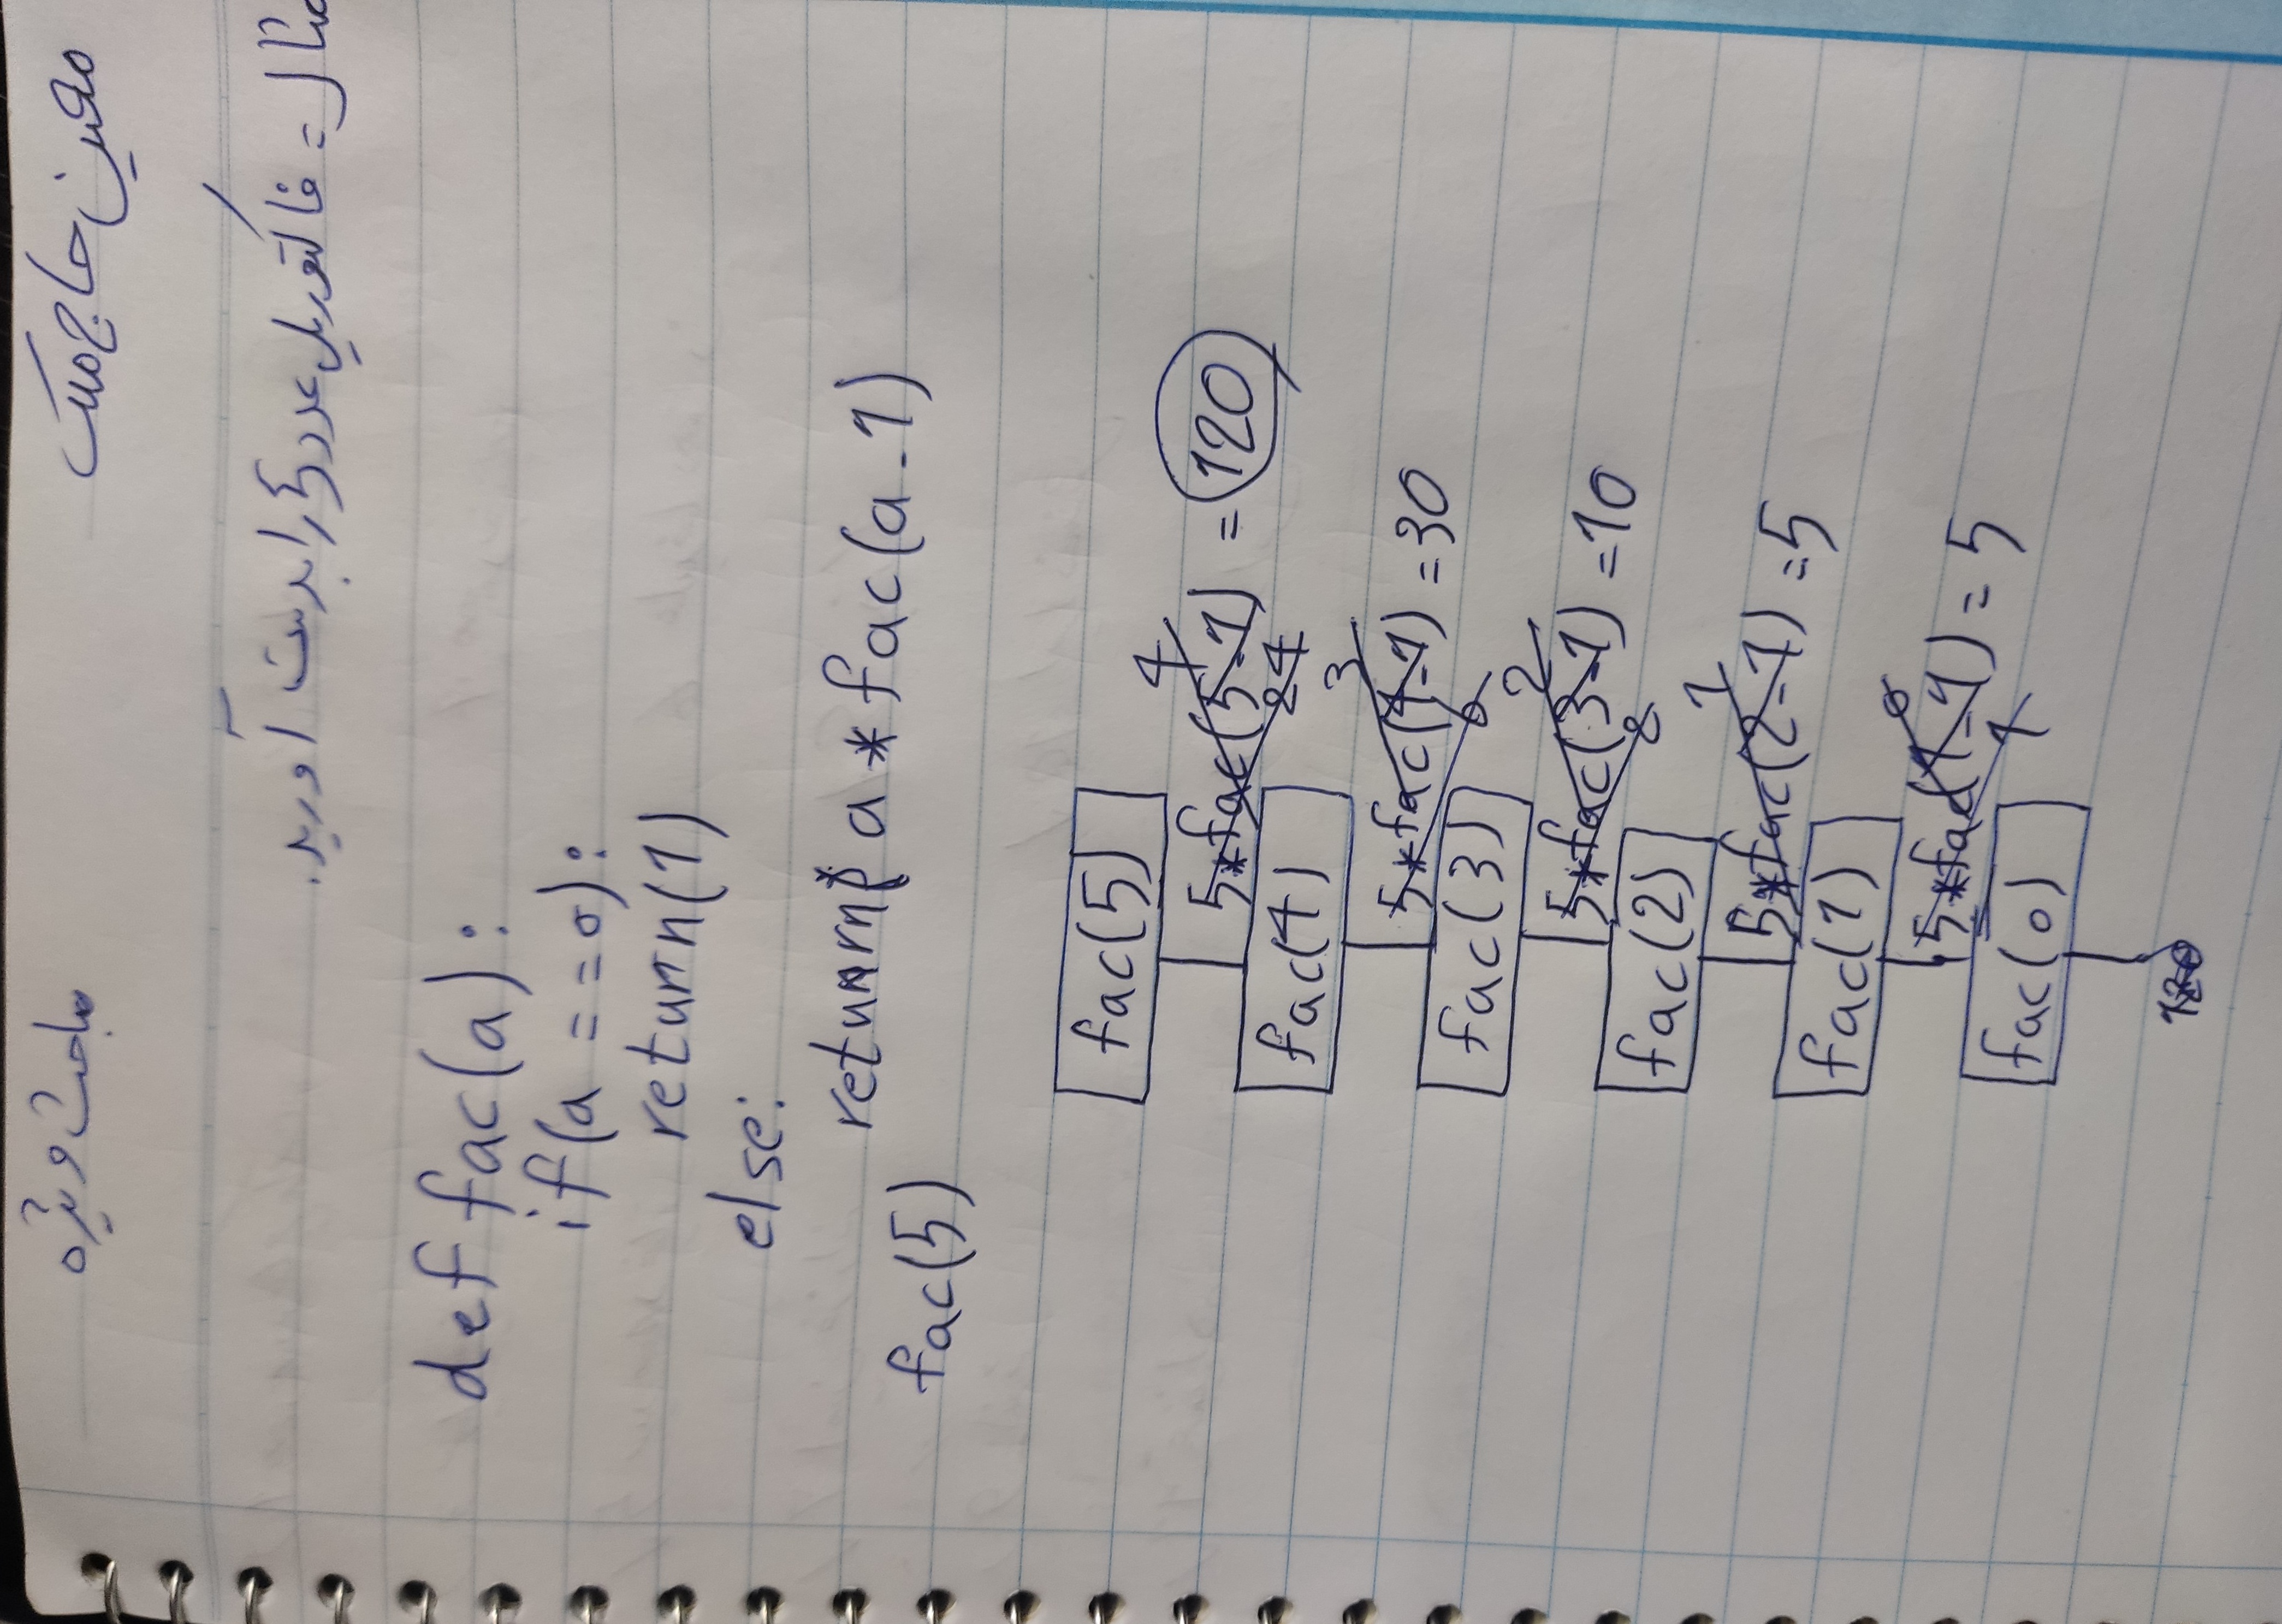 معین حاج ملک
مباحث ویژه
مثال = فاکتوریل عدد 5 را بدست آورید.
def fac(a):
if(a ==0):
return(1)
else:
return a * fac(a-1)
fac(5)
fac(5)
4
5*fac(5-1) = 120
24
fac(4)
3
5*fac(4-1) = 30
6
fac(3)
2
5*fac(3-1) = 10
2
fac(2)
1
5*fac(2-1) = 5
fac(1)
0
5*fac(1-1) = 5
1
fac(0)